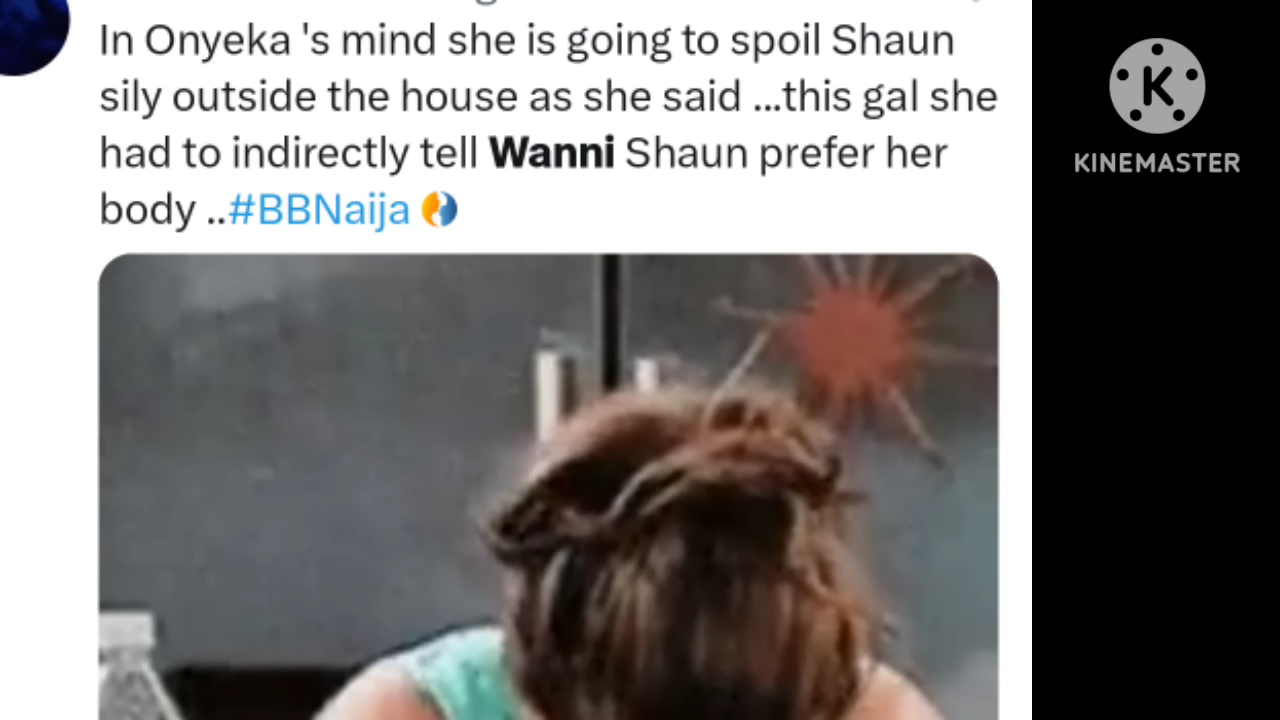 In Onyeka 's mind she is going to spoil Shaun
sily outside the house as she said ...this gal she
had to indirectly tell Wanni Shaun prefer her
body ..#BBNaija
KINEMASTER